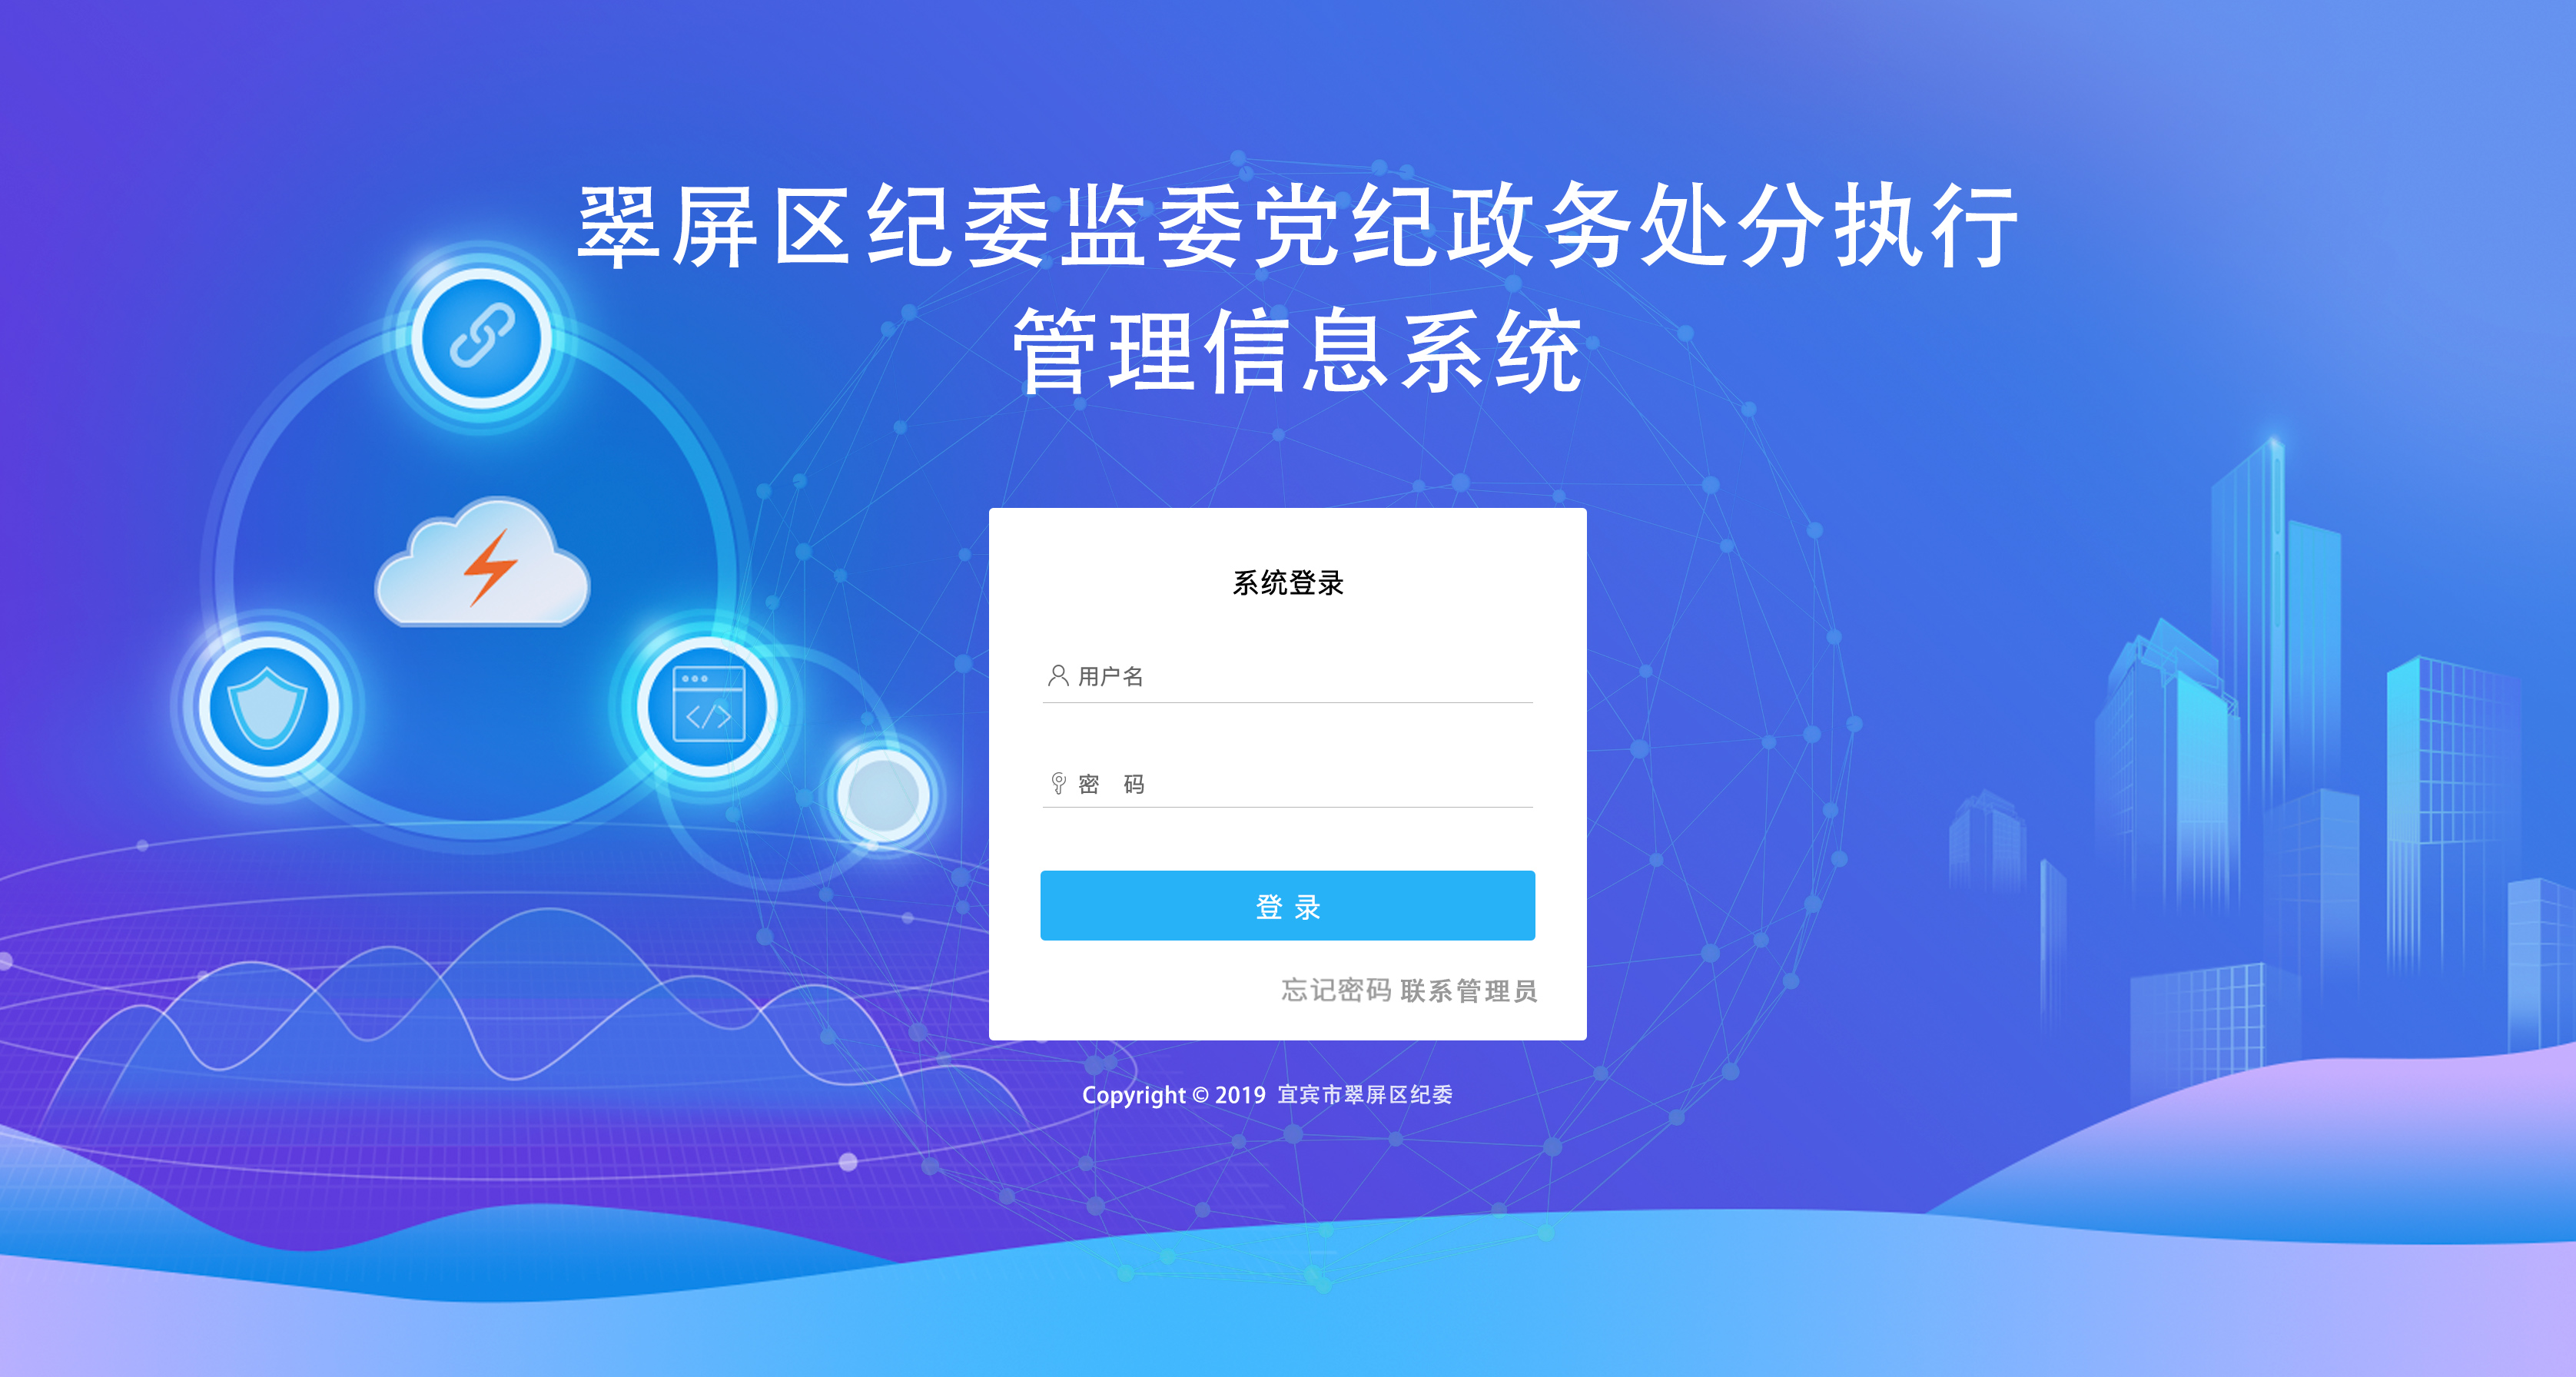 翠屏区纪委监委党纪政务处分执行
管理信息系统
系统登录
用户名
密 码
登 录
忘记密码 联系管理员
Copyright © 2019 宜宾市翠屏区纪委